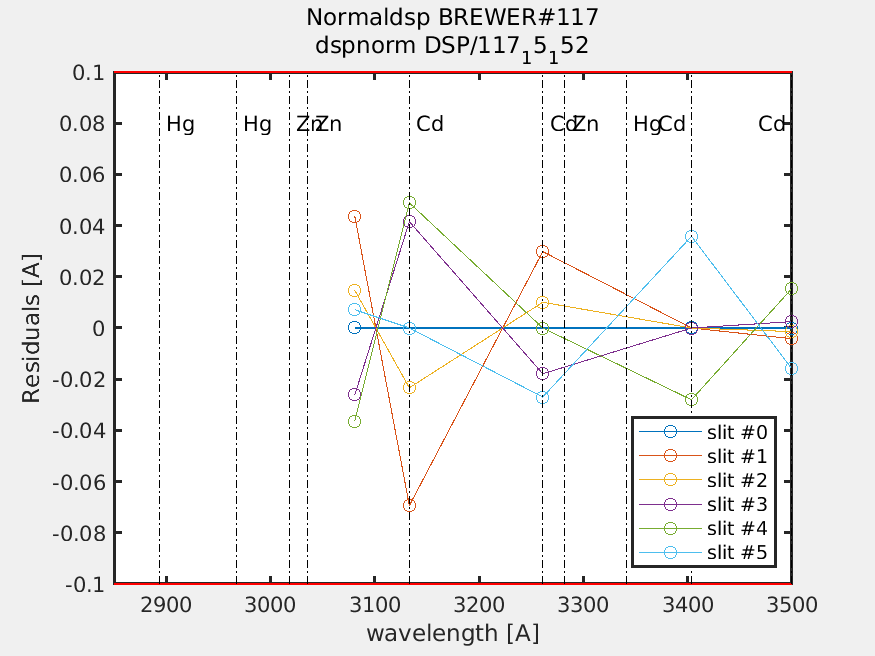 Normaldsp BREWER#117
dspnorm DSP/117₁5₁52
0.1
0.08
0.06
0.04
0.02
0
-0.02
-0.04
-0.06
-0.08
-0.1
Residuals [A]
Hg
Hg
Zn
Zn
Cd
Cd
Zn
Hg
Cd
Cd
slit #0
slit #1
slit #2
slit #3
slit #4
slit #5
2900
3000
3100
3200
3300
3400
3500
wavelength [A]